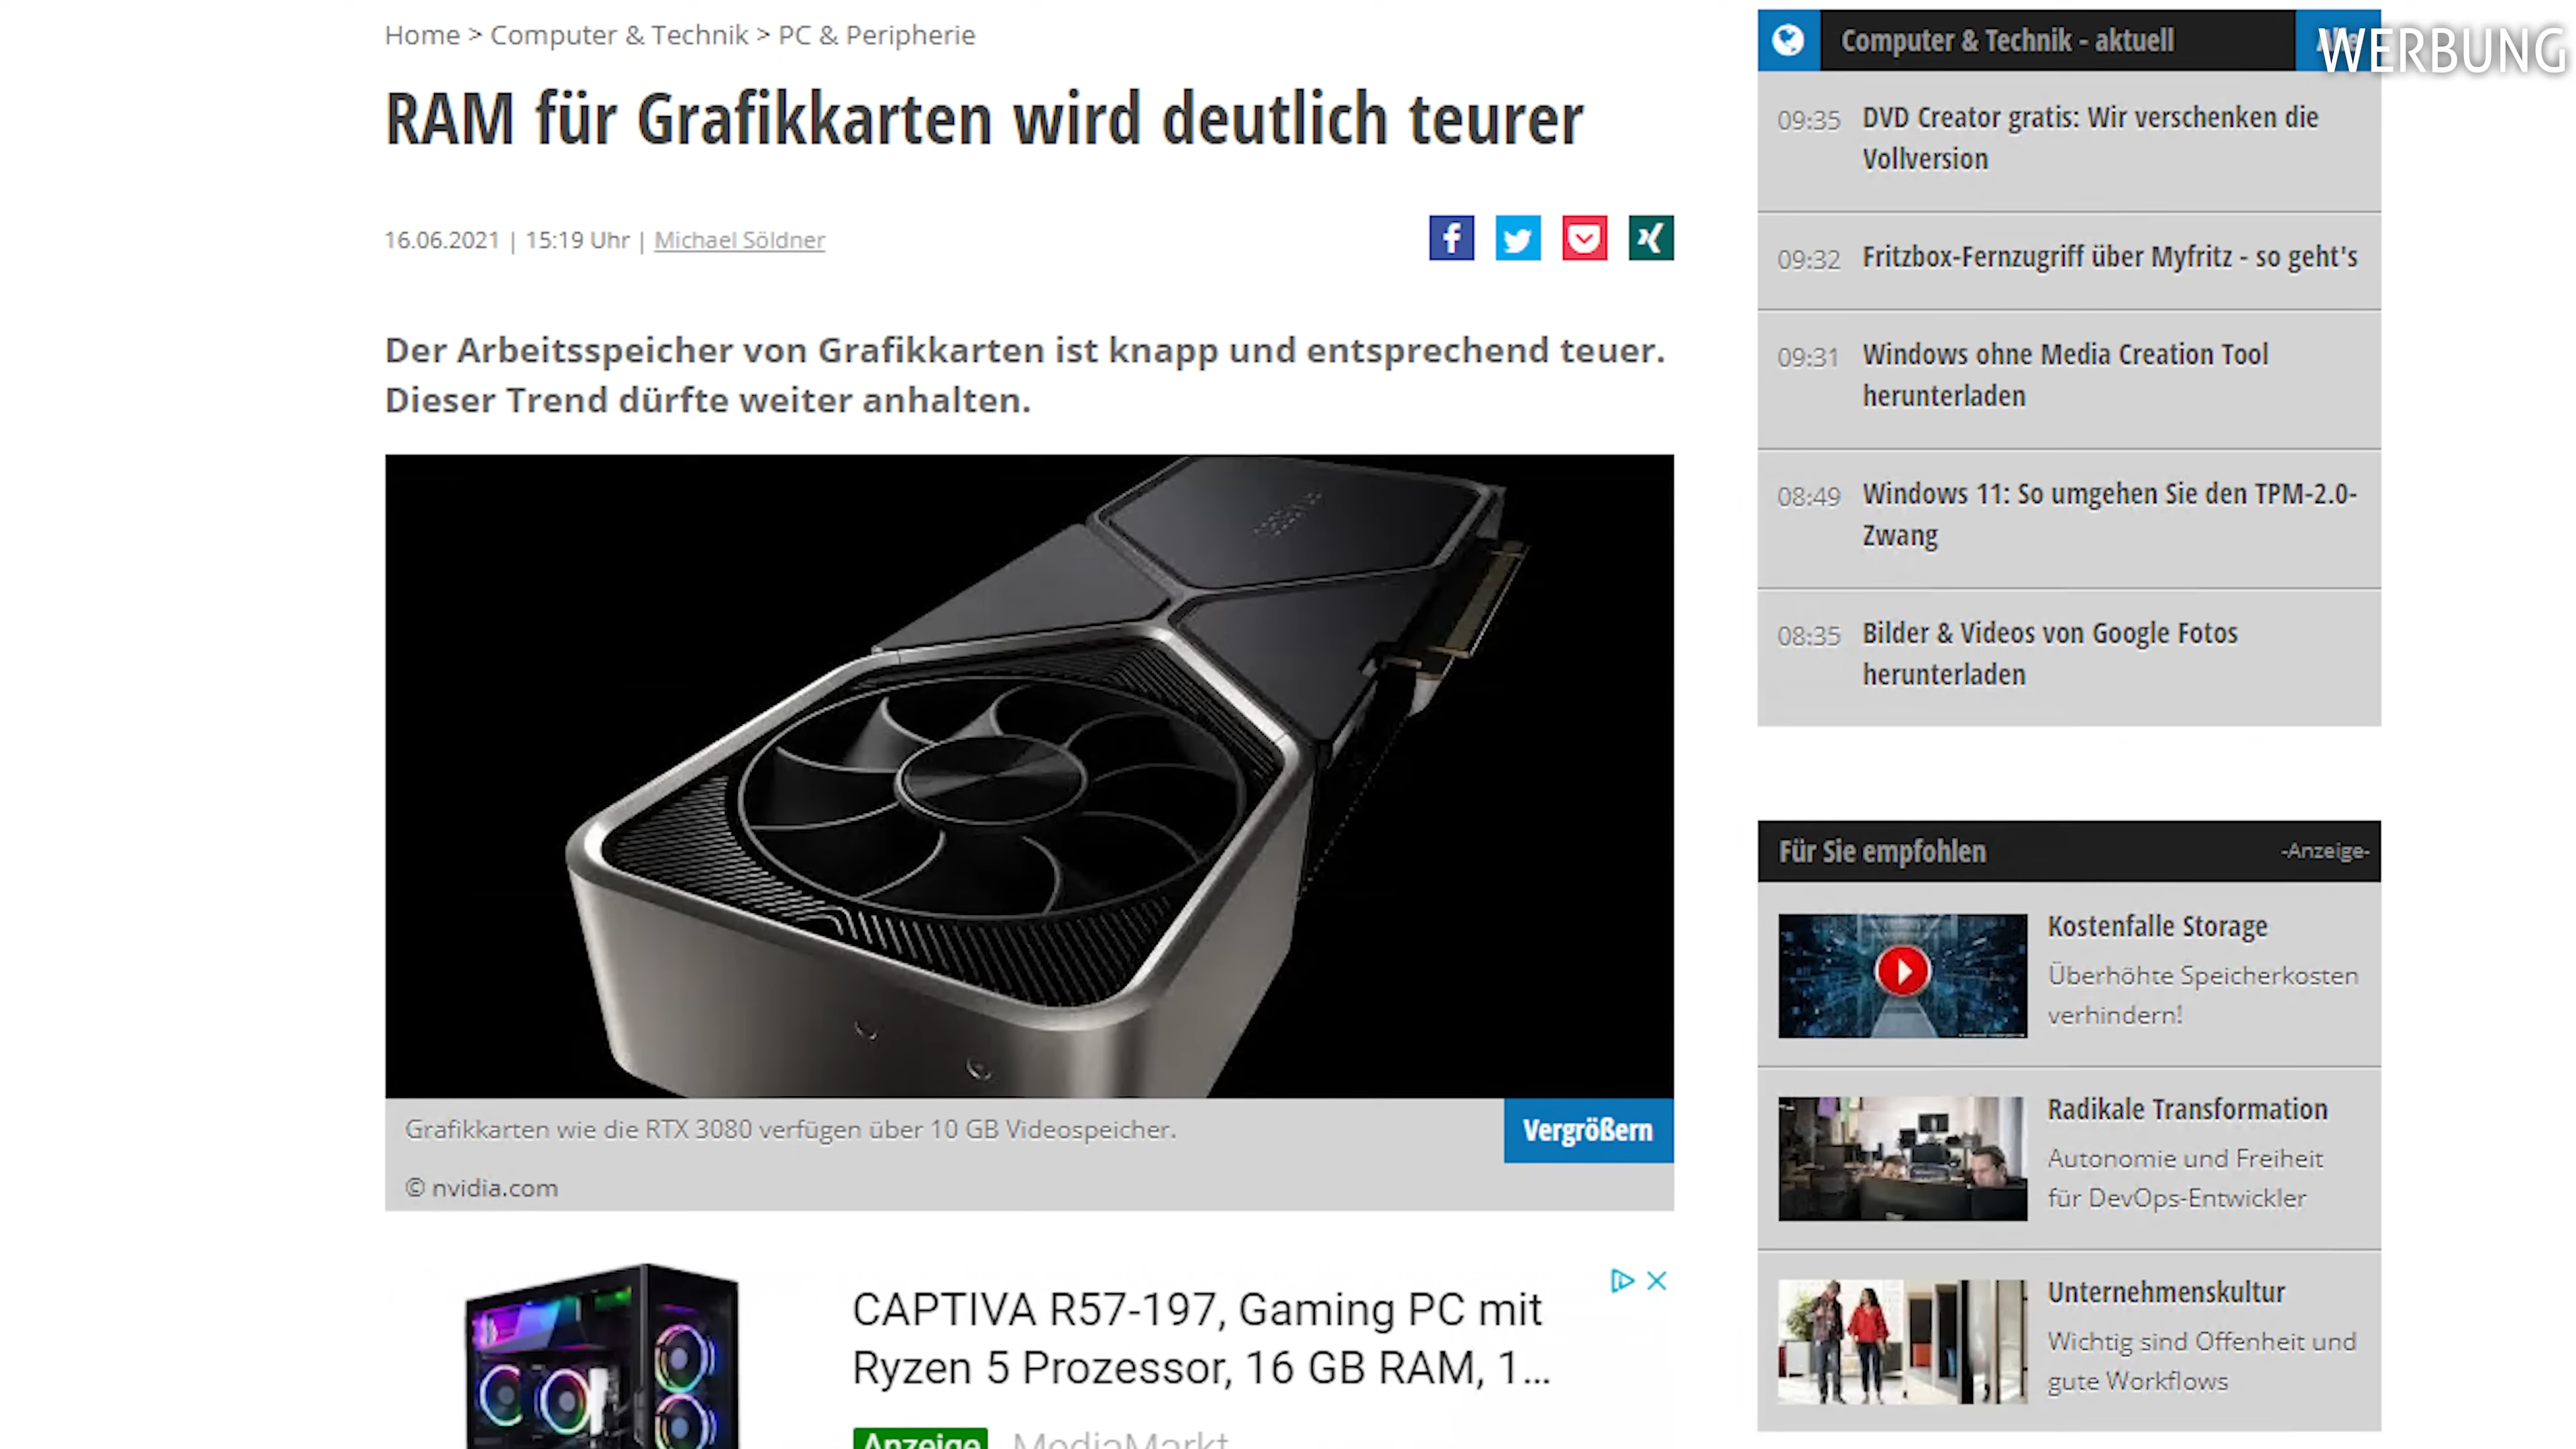 Home > Computer & Technik > PC & Peripherie
RAM für Grafikkarten wird deutlich teurer
16.06.2021 | 15:19 Uhr | Michael Söldner
Der Arbeitsspeicher von Grafikkarten ist knapp und entsprechend teuer.
Dieser Trend dürfte weiter anhalten.
Grafikkarten wie die RTX 3080 verfügen über 10 GB Videospeicher.
Vergrößern
© nvidia.com
CAPTIVA R57-197, Gaming PC mit
Ryzen 5 Prozessor, 16 GB RAM, 1...
Anzeige MediaMarkt
WERBUNG
Computer & Technik - aktuell
09:35 DVD Creator gratis: Wir verschenken die
Vollversion
09:32 Fritzbox-Fernzugriff über Myfritz - so geht's
09:31 Windows ohne Media Creation Tool
herunterladen
08:49 Windows 11: So umgehen Sie den TPM-2.0-
Zwang
08:35 Bilder & Videos von Google Fotos
herunterladen
Für Sie empfohlen -Anzeige-
Kostenfalle Storage
Überhöhte Speicherkosten
verhindern!
Radikale Transformation
Autonomie und Freiheit
für DevOps-Entwickler
Unternehmenskultur
Wichtig sind Offenheit und
gute Workflows